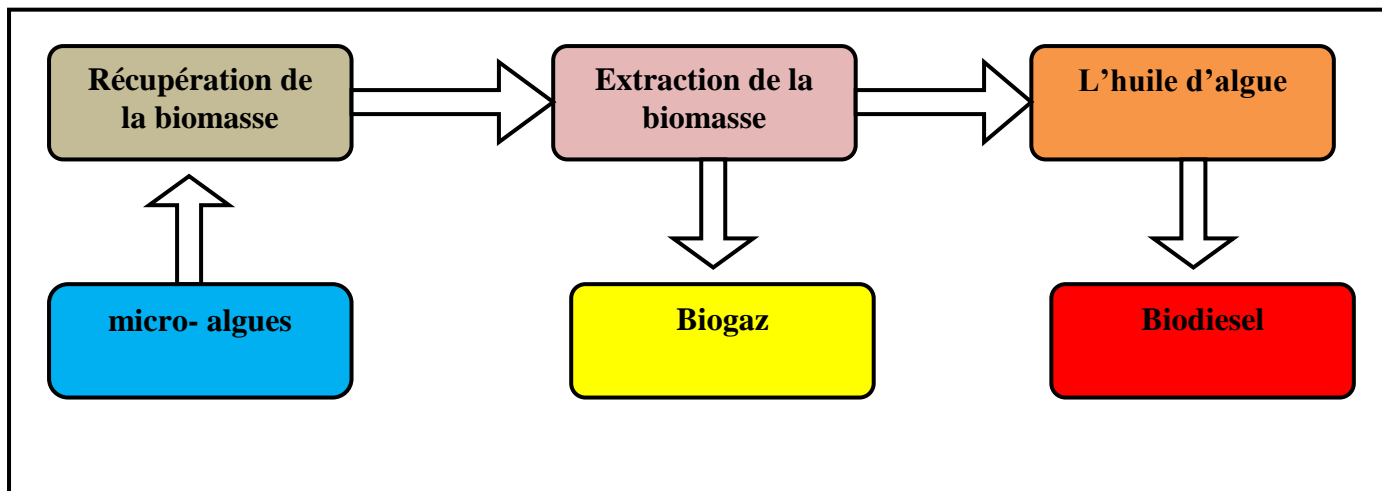 Récupération de
la biomasse
Extraction de la
biomasse
L’huile d’algue
micro- algues
Biogaz
Biodiesel